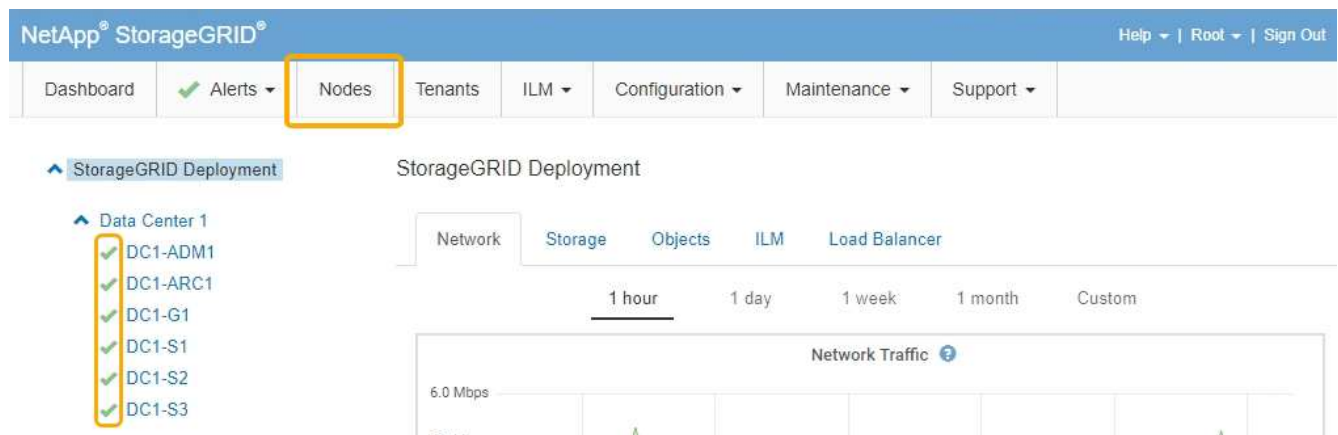 NetApp® StorageGRID®
Help | Root | Sign Out
Dashboard Alerts Nodes Tenants ILM Configuration Maintenance Support
StorageGRID Deployment
StorageGRID Deployment
Data Center 1
Network Storage Objects ILM Load Balancer
DC1-ADM1
DC1-ARC1
1 hour 1 day 1 week 1 month Custom
DC1-G1
DC1-S1
Network Traffic ?
DC1-S2
6.0 Mbps
DC1-S3